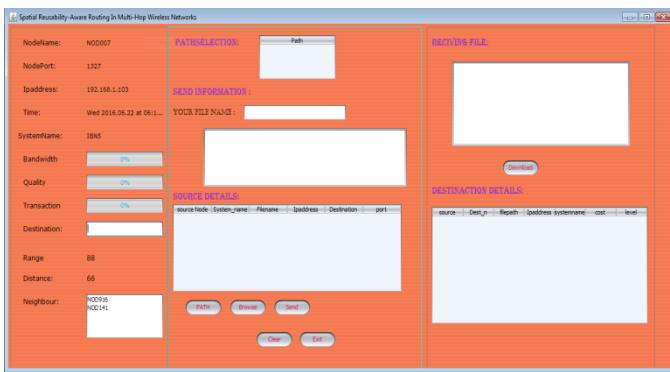 Spatial Reusability-Aware Routing In Multi-Hop Wireless Networks
NodeName: NOD007
NodePort: 1327
Ipaddress: 192.168.1.103
Time: Wed 2016.06.22 at 06:1...
SystemName: IBNS
Bandwidth 0%
Quality 0%
Transaction 0%
Destination:
Range 88
Distance: 66
Neighbour: NOD916
NOD141
PATHSELECTION:
Path
SEND INFORMATION :
YOUR FILE NAME :
SOURCE DETAILS:
source Node System_name Filename Ipaddress Destination port
PATH Browse Send
Clear Exit
RECIVING FILE:
Download
DESTINACTION DETAILS:
source Dest_n filepath Ipaddress systemname cost level